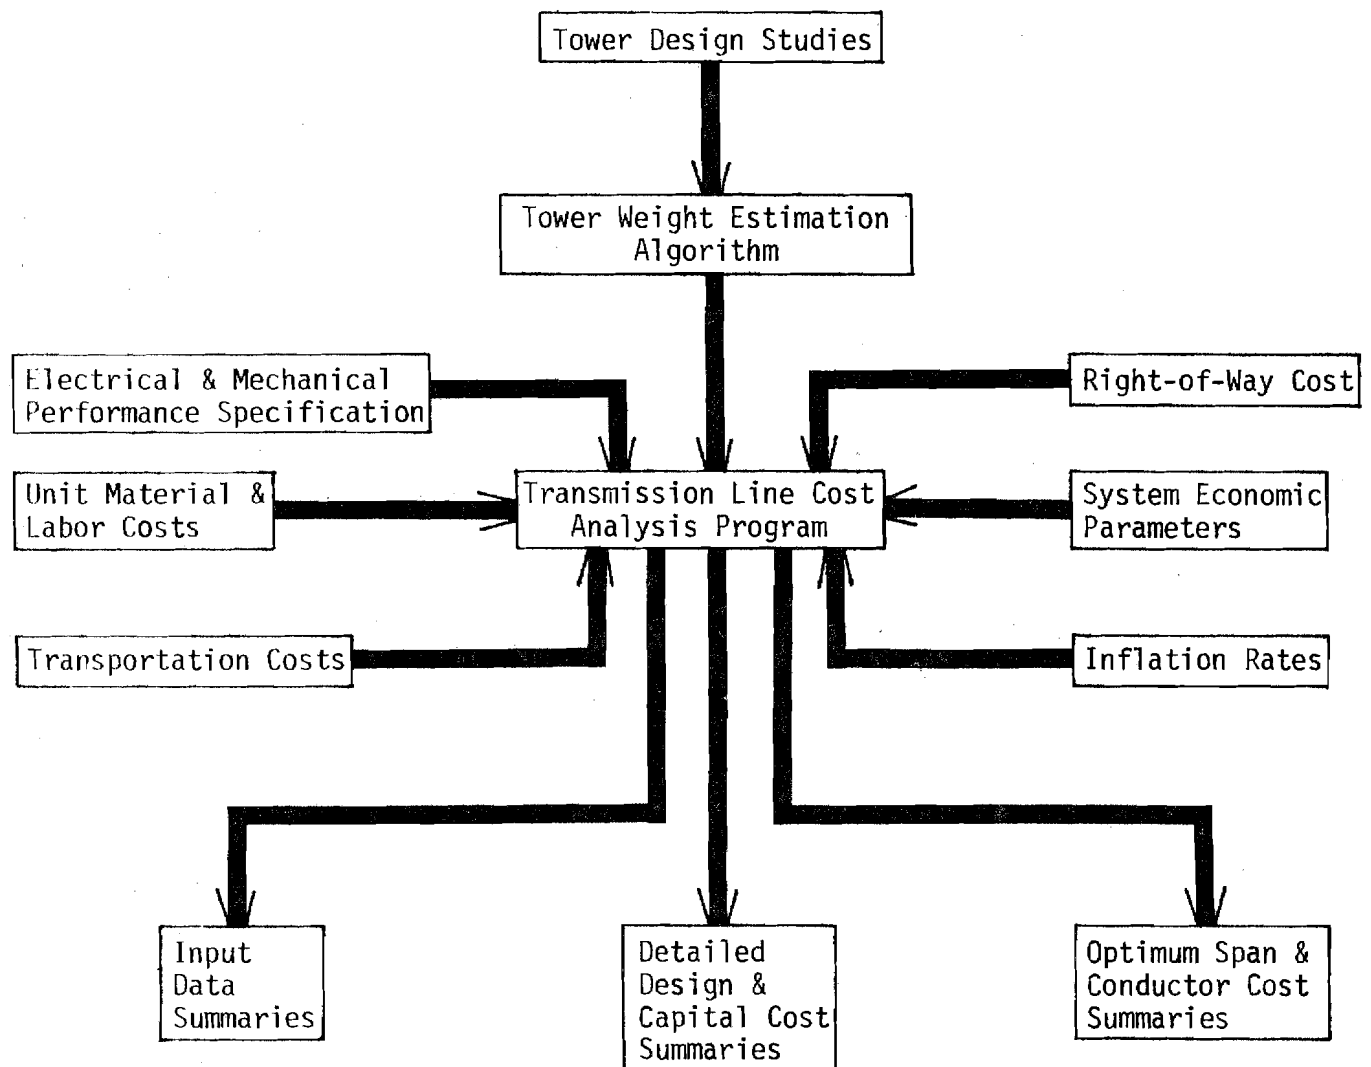 Tower Design Studies
Tower Weight Estimation
Algorithm
Electrical & Mechanical
Performance Specification
Right-of-Way Cost
Unit Material &
Labor Costs
Transmission Line Cost
Analysis Program
System Economic
Parameters
Transportation Costs
Inflation Rates
Input
Data
Summaries
Detailed
Design &
Capital Cost
Summaries
Optimum Span &
Conductor Cost
Summaries